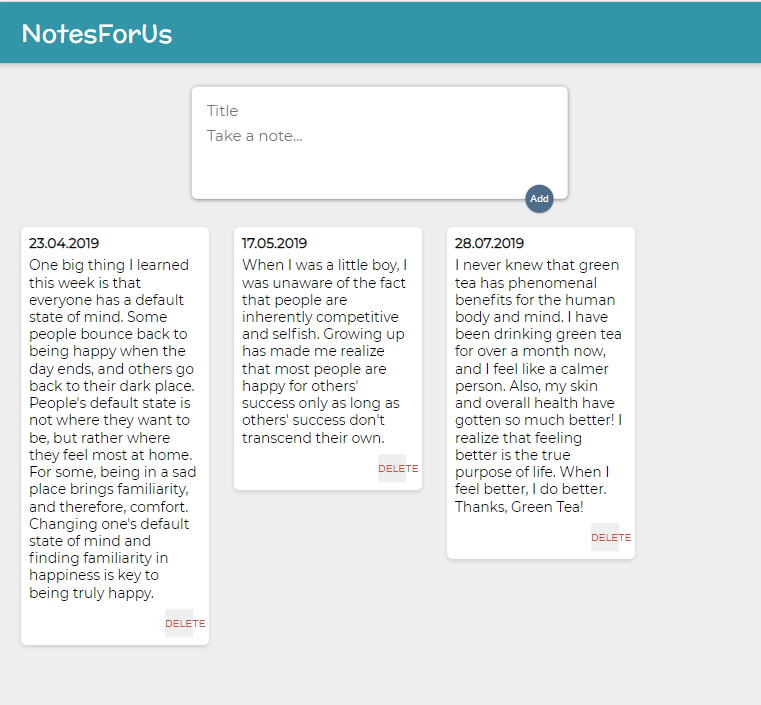 NotesForUs
Title
Take a note...
Add
23.04.2019
One big thing I learned
this week is that
everyone has a default
state of mind. Some
people bounce back to
being happy when the
day ends, and others go
back to their dark place.
People's default state is
not where they want to
be, but rather where
they feel most at home.
For some, being in a sad
place brings familiarity,
and therefore, comfort.
Changing one's default
state of mind and
finding familiarity in
happiness is key to
being truly happy.
DELETE
17.05.2019
When I was a little boy, I
was unaware of the fact
that people are
inherently competitive
and selfish. Growing up
has made me realize
that most people are
happy for others'
success only as long as
others' success don't
transcend their own.
DELETE
28.07.2019
I never knew that green
tea has phenomenal
benefits for the human
body and mind. I have
been drinking green tea
for over a month now,
and I feel like a calmer
person. Also, my skin
and overall health have
gotten so much better! I
realize that feeling
better is the true
purpose of life. When I
feel better, I do better.
Thanks, Green Tea!
DELETE